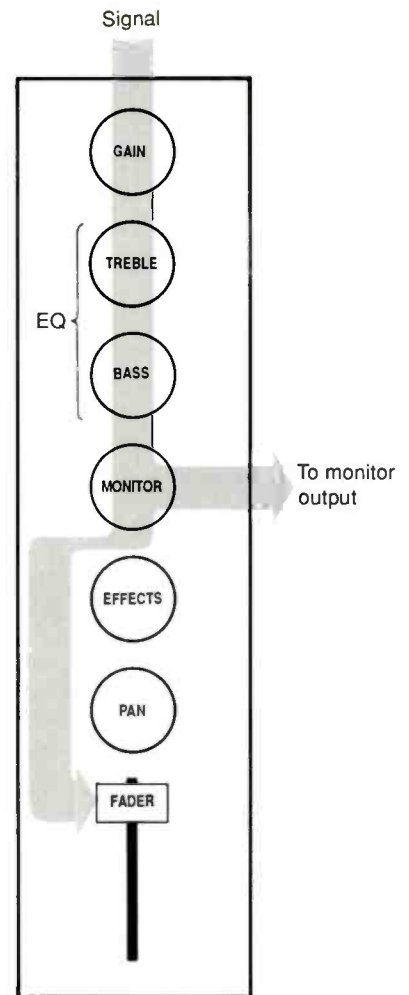 Signal
GAIN
TREBLE
EQ
BASS
MONITOR
To monitor
output
EFFECTS
PAN
FADER